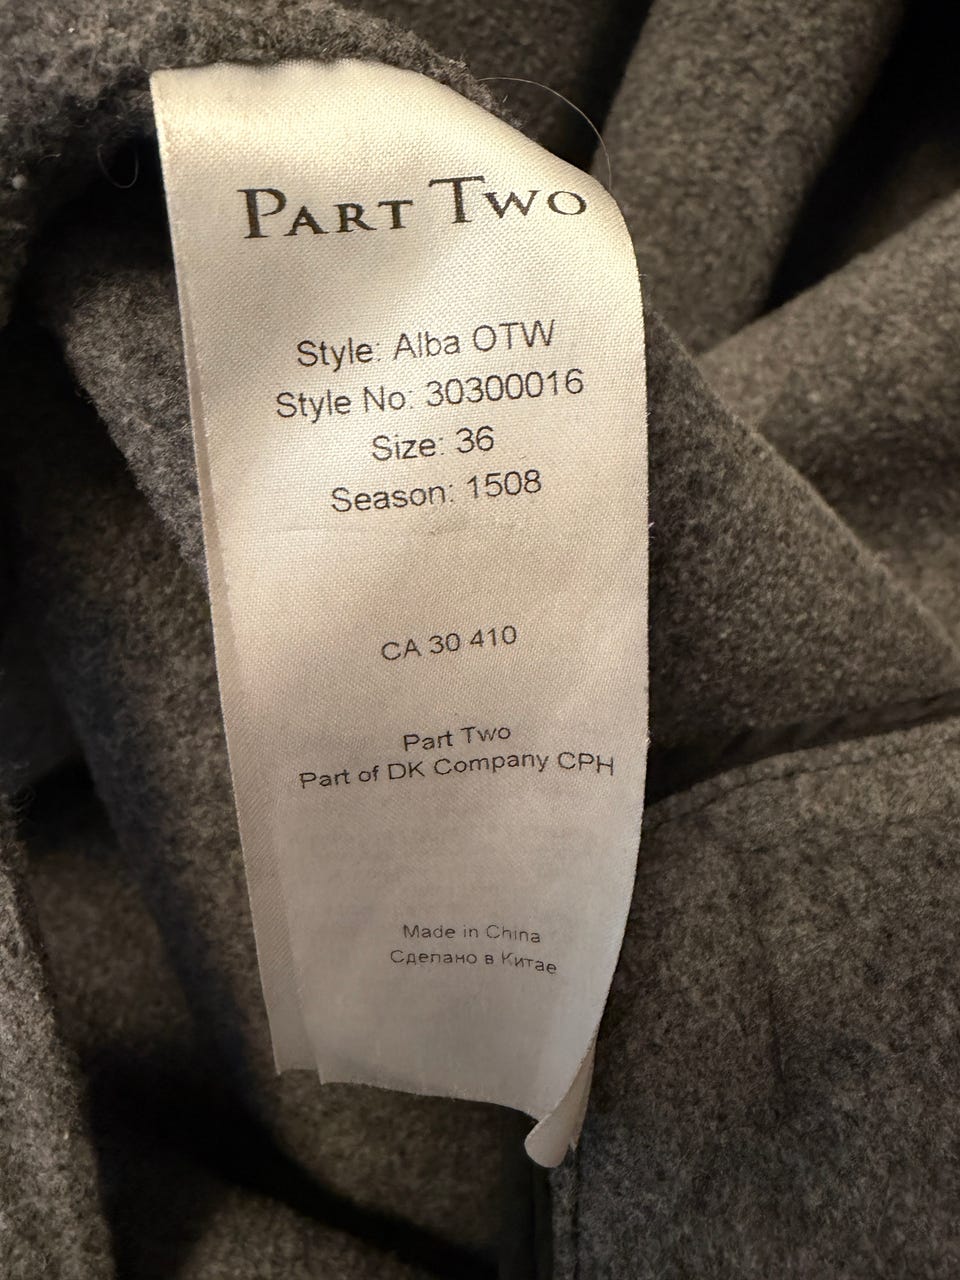 PART TWO
Style: Alba OTW
Style No: 30300016
Size: 36
Season: 1508
CA 30 410
Part Two
Part of DK Company CPH
Made in China
Сделано в Китае